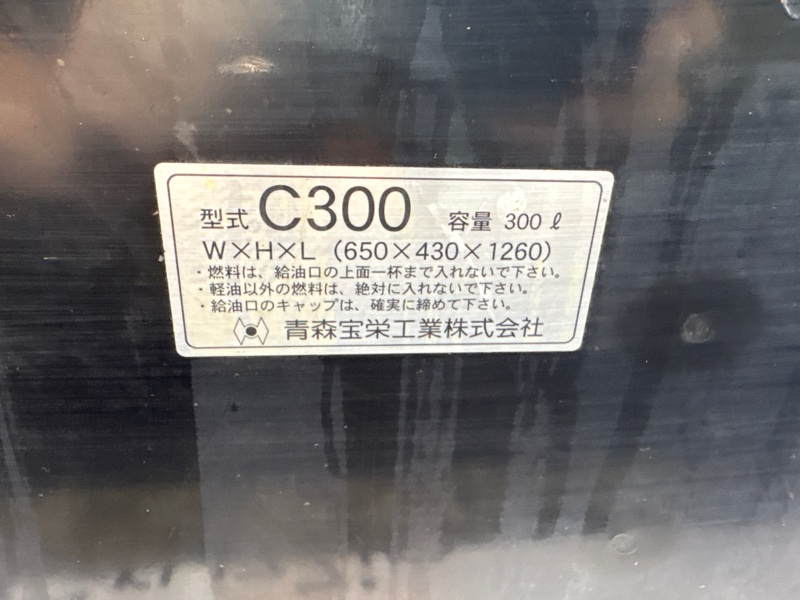 型式 C300 容量 300ℓ
W×H×L（650×430×1260）
・燃料は、給油口の上面一杯まで入れないで下さい。
・軽油以外の燃料は、絶対に入れないで下さい。
・給油口のキャップは、確実に締めて下さい。
青森宝栄工業株式会社